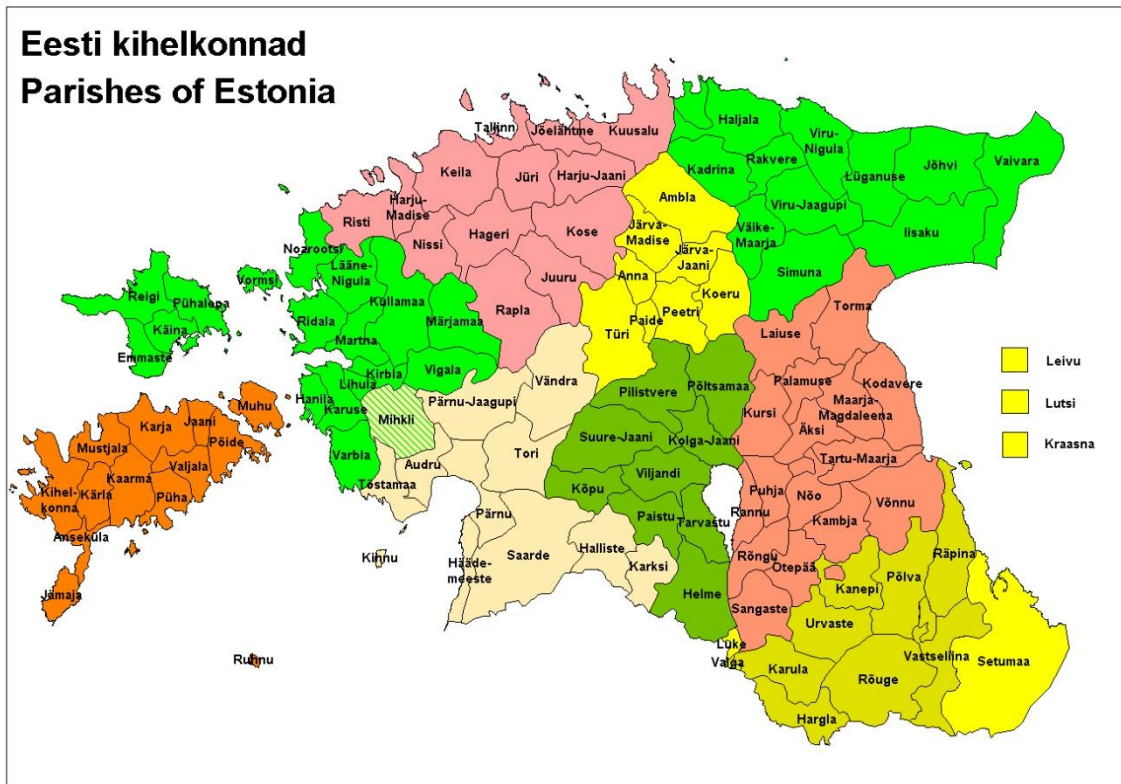 Eesti kihelkonnad
Parishes of Estonia
Tallinn
Jõelähtme
Kuusalu
Haljala
Viru-
Nigula
Keila
Jüri
Harju-Jaani
Kadrina
Rakvere
Lüganuse
Jõhvi
Vaivara
Harju-
Madise
Risti
Ambla
Viru-Jaagupi
Nissi
Hageri
Kose
Järva-
Madise
Väike-
Maarja
Iisaku
Noarootsi
Lääne-
Nigula
Järva-
Jaani
Vormsi
Reigi
Pühalepa
Kullamaa
Juuru
Anna
Simuna
Koeru
Käina
Ridala
Märjamaa
Rapla
Peetri
Torma
Martha
Türi
Paide
Laiuse
Emmaste
Kirbla
Vigala
Lihula
Vändra
Pilistvere
Põltsamaa
Palamuse
Kodavere
Leivu
Hanila
Karuse
Mihkli
Pärnu-Jaagupi
Kursi
Maarja-
Magdaleena
Muhu
Karja
Jaani
Pöide
Äksi
Lutsi
Mustjala
Suure-Jaani
Kolga-Jaani
Kraasna
Varbla
Audru
Tori
Tartu-Maarja
Kaarma
Valjala
Viljandi
Kihel-
konna
Kärla
Püha
Tõstamaa
Kõpu
Puhja
Nõo
Võnnu
Pärnu
Paistu
Tarvastu
Rannu
Kambja
Anseküla
Kihnu
Saarde
Halliste
Karksi
Rõngu
Otepää
Räpina
Hääde-
meeste
Jämaja
Helme
Kanepi
Põlva
Sangaste
Urvaste
Ruhnu
Luke
Valga
Karula
Rõuge
Vastseliina
Setumaa
Hargla